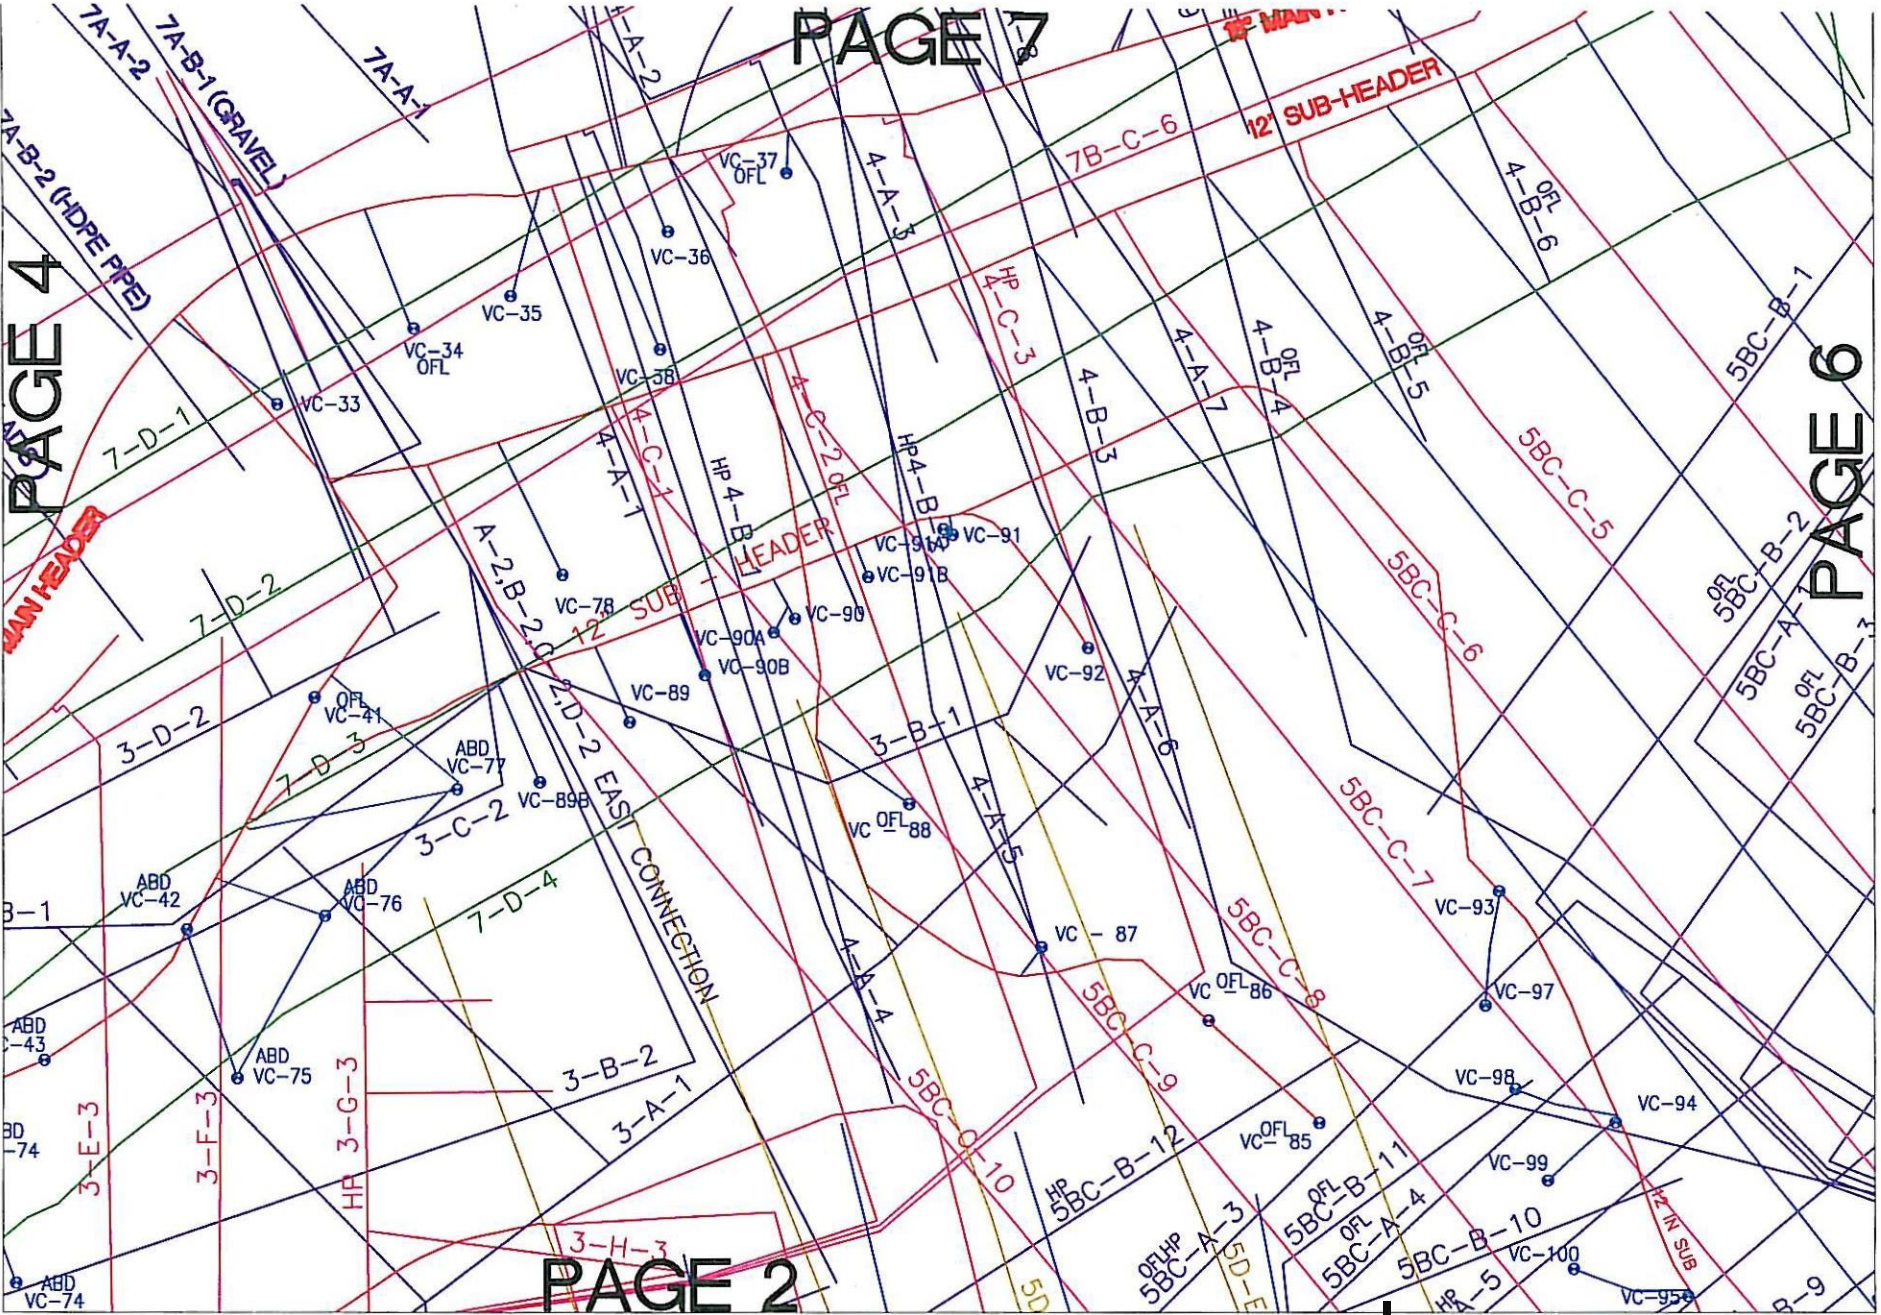 PAGE 7
7A-A-2
7A-B-1 (GRAVEL)
7A-A-1
7A-B-2 (HDPE PIPE)
-A-2
12" SUB-HEADER
7B-C-6
VC-37
OFL
4-A-3
OFL
4-B-6
VC-36
VC-35
VC-34
OFL
VC-38
VC-33
PAGE 4
7-D-1
HP
4-C-3
4-A-7
OFL
4-B-4
OFL
4-B-5
5BC-B-1
PAGE 6
4-B-3
4-C-2
OFL
4-C-1
4-A-1
HP4-B-1
HP4-B
5BC-C-5
MAIN HEADER
7-D-2
A-2,B-2,C-2,D-2 EAST CONNECTION
VC-78
12" SUB - HEADER
VC-91A
VC-91
VC-91B
VC-90
VC-90A
VC-90B
VC-89
VC-92
5BC-C-6
OFL
5BC-B-2
5BC-A-1
OFL
5BC-B-3
OFL
VC-41
3-D-2
7-D-3
ABD
VC-77
VC-89B
3-C-2
3-B-1
4-A-6
4-A-5
VC OFL 88
5BC-C-7
ABD
VC-42
ABD
VC-76
B-1
7-D-4
VC - 87
VC-93
5BC-C-8
VC OFL 86
VC-97
4-A-4
ABD
C-43
ABD
VC-75
3-B-2
3-A-1
5BC-C-9
5BC-C-10
VC-98
VC-94
BD
-74
3-E-3
3-F-3
HP 3-G-3
OFL
VC-85
VC-99
HP
5BC-B-12
OFL
5BC-B-11
OFL
5BC-A-4
5BC-B-10
OFLHP
5BC-A-3
12 IN SUB
3-H-3
PAGE 2
5D
5D-E
HP
A-5
VC-100
VC-95
B-9
ABD
VC-74